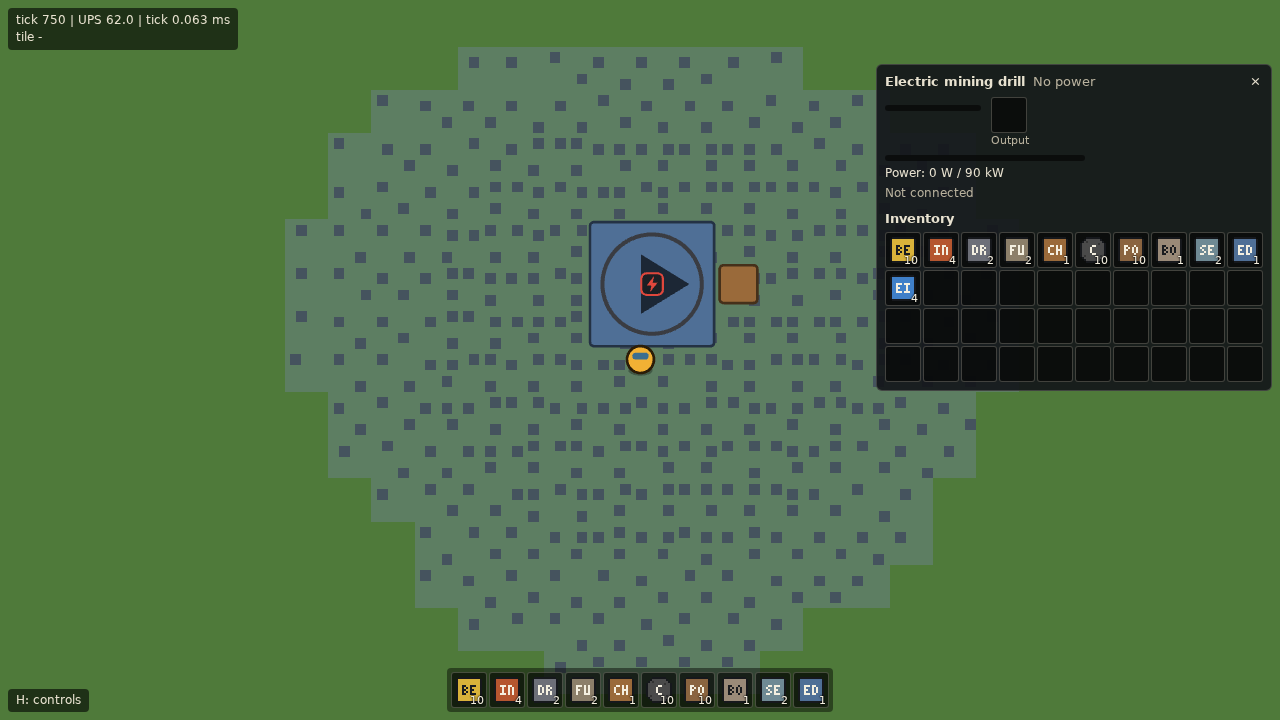 tick 750 | UPS 62.0 | tick 0.063 ms
tile -
Electric mining drill No power ×
Output
Power: 0 W / 90 kW
Not connected
Inventory
BE 10 IN 4 DR 2 FU 2 CH 1 C 10 PO 10 BO 1 SE 2 ED 1
EI 4
BE 10 IN 4 DR 2 FU 2 CH 1 C 10 PO 10 BO 1 SE 2 ED 1
H: controls